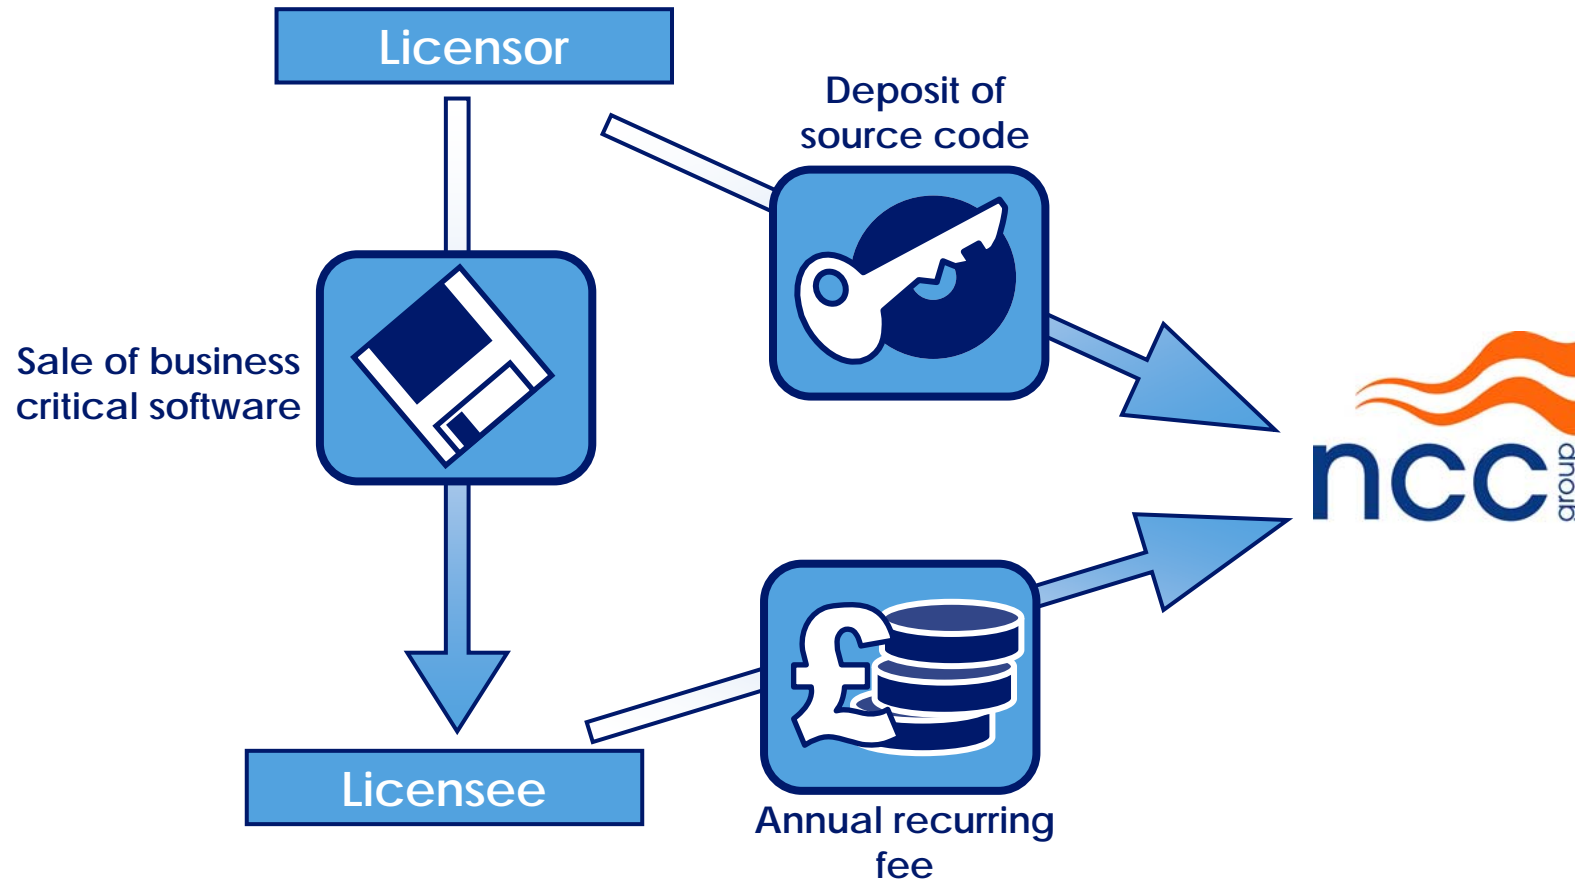 Licensor
Deposit of
source code
Sale of business
critical software
ncc
group
£
Licensee
Annual recurring
fee